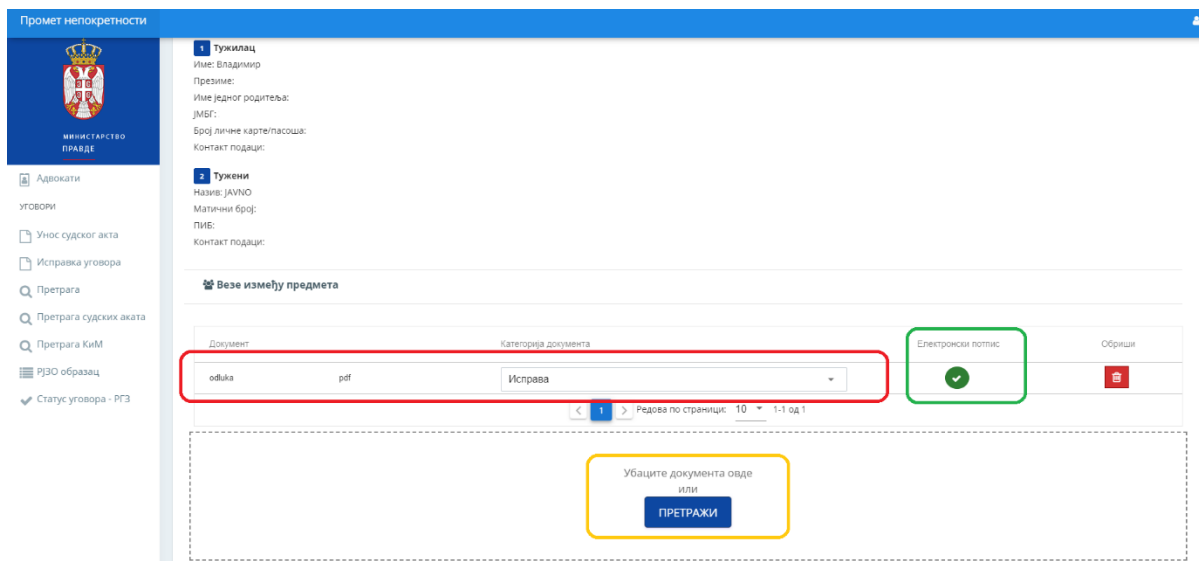 Промет непокретности
МИНИСТАРСТВО
ПРАВДЕ
Адвокати
УГОВОРИ
Унос судског акта
Исправка уговора
Претрага
Претрага судских аката
Претрага КиМ
РЈЗО образац
Статус уговора - РГЗ
1 Тужилац
Име: Владимир
Презиме:
Име једног родитеља:
ЈМБГ:
Број личне карте/пасоша:
Контакт подаци:
2 Тужени
Назив: JAVNO
Матични број:
ПИБ:
Контакт подаци:
Везе између предмета
Документ Категорија документа Електронски потпис Обриши
odluka pdf Исправа
< 1 > Редова по страници: 10 1-1 од 1
Убаците документа овде
или
ПРЕТРАЖИ